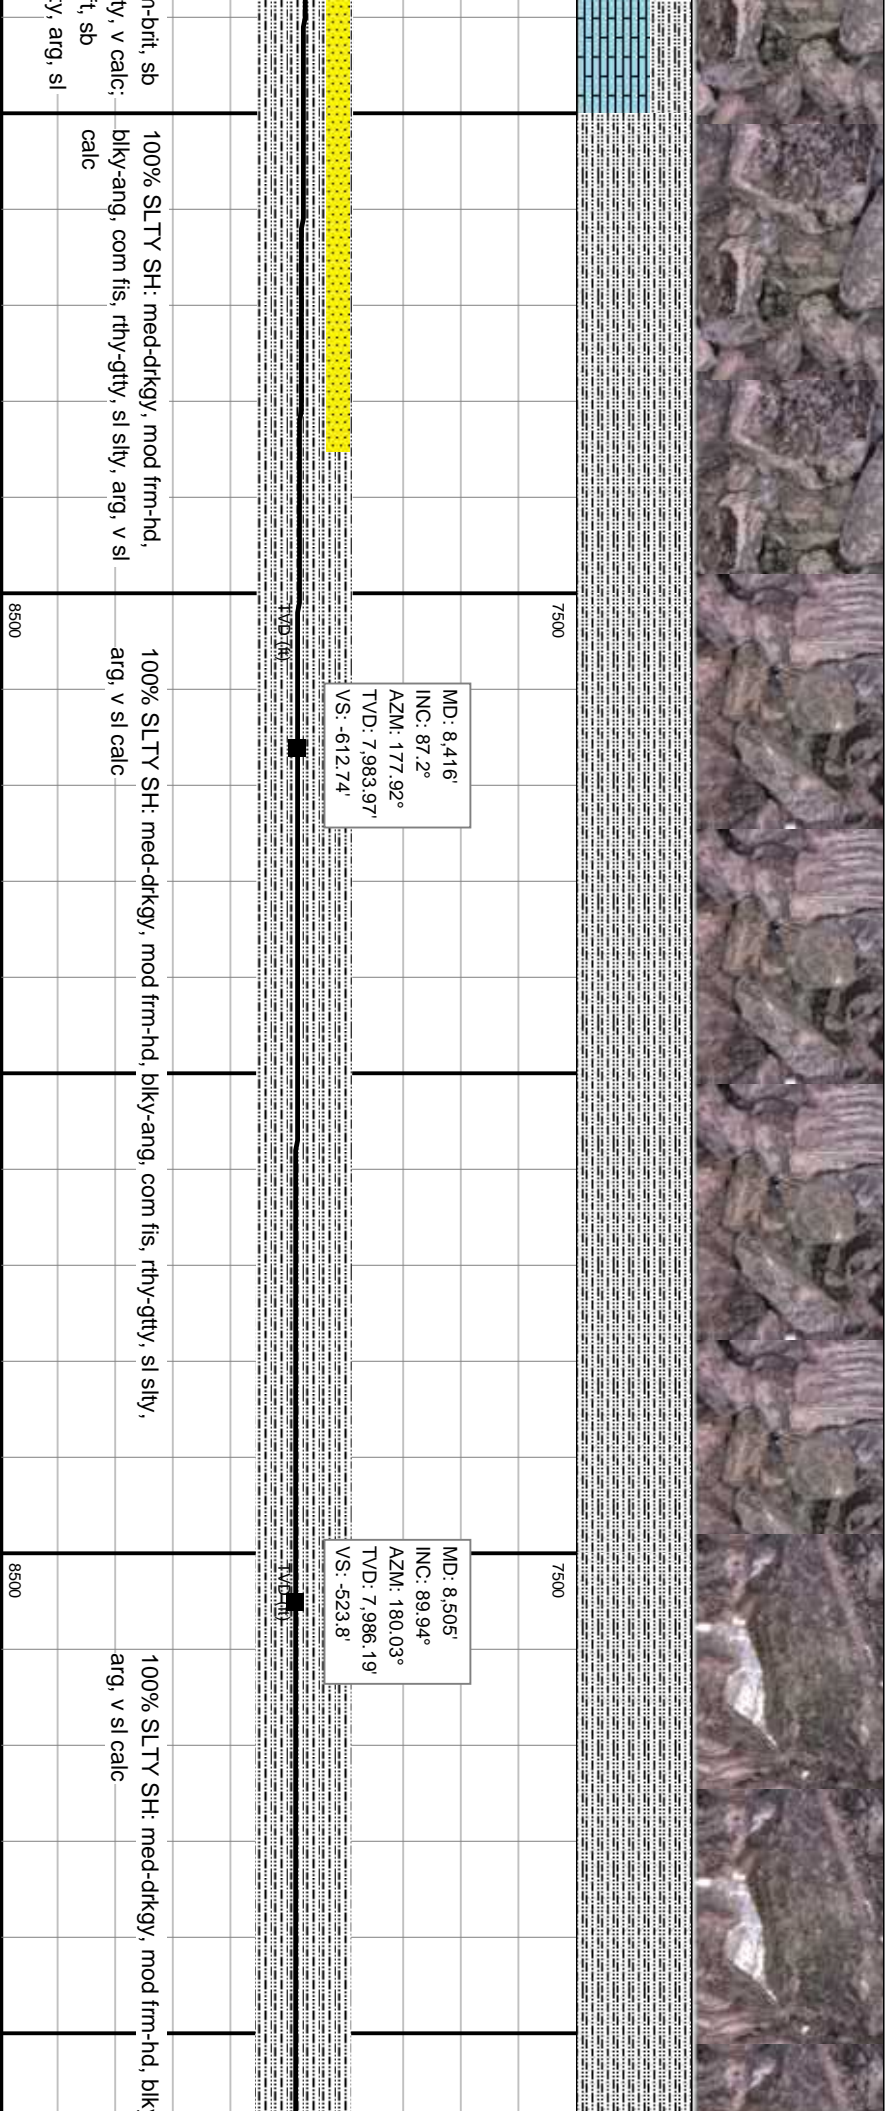 n-brit, sb
ty, v calc;
t, sb
y, arg, sl
100% SLTY SH: med-drkgy, mod frm-hd,
blky-ang, com fis, rthy-gtty, sl slty, arg, v sl
calc
7500
TVD (ft)
8500
MD: 8,416'
INC: 87.2°
AZM: 177.92°
TVD: 7,983.97'
VS: -612.74'
100% SLTY SH: med-drkgy, mod frm-hd, blky-ang, com fis, rthy-gtty, sl slty,
arg, v sl calc
7500
TVD (ft)
8500
MD: 8,505'
INC: 89.94°
AZM: 180.03°
TVD: 7,986.19'
VS: -523.8'
100% SLTY SH: med-drkgy, mod frm-hd, blky
arg, v sl calc